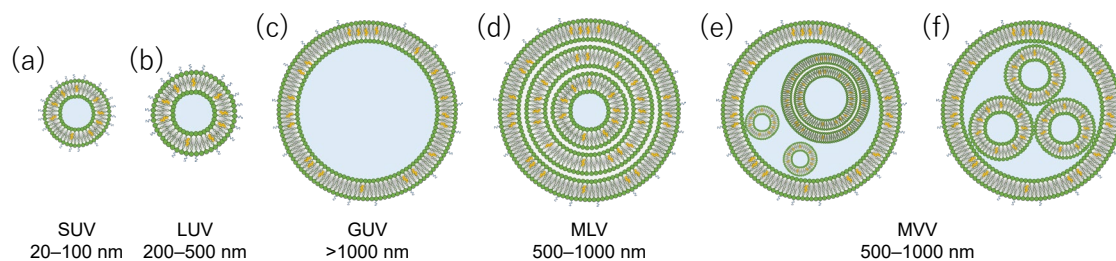 (a)
(b)
(c)
(d)
(e)
(f)
SUV
20–100 nm
LUV
200–500 nm
GUV
>1000 nm
MLV
500–1000 nm
MVV
500–1000 nm